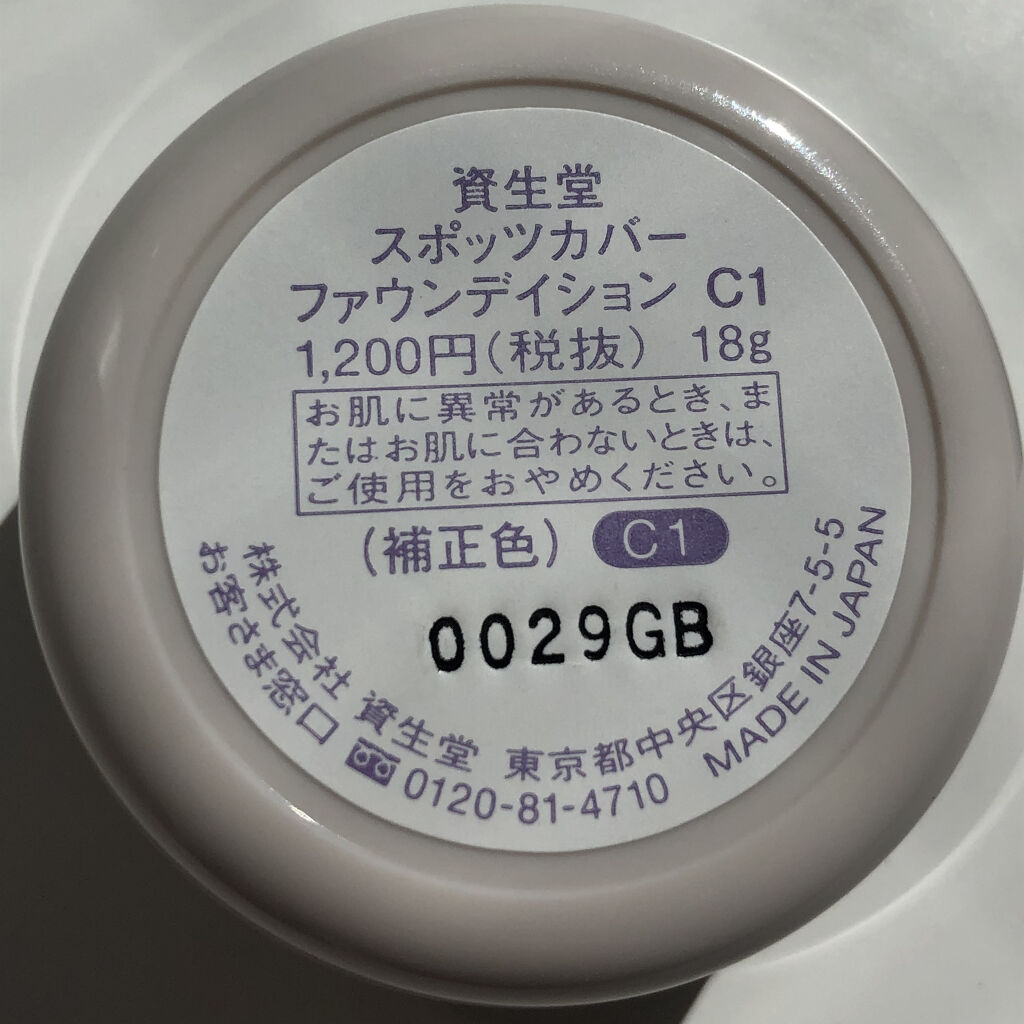 資生堂
スポッツカバー
ファウンデイション C1
1,200円(税抜) 18g
お肌に異常があるとき、ま
たはお肌に合わないときは、
ご使用をおやめください。
(補正色) C1
0029GB
株式会社 資生堂 東京都中央区銀座7-5-5
お客さま窓口 0120-81-4710 MADE IN JAPAN